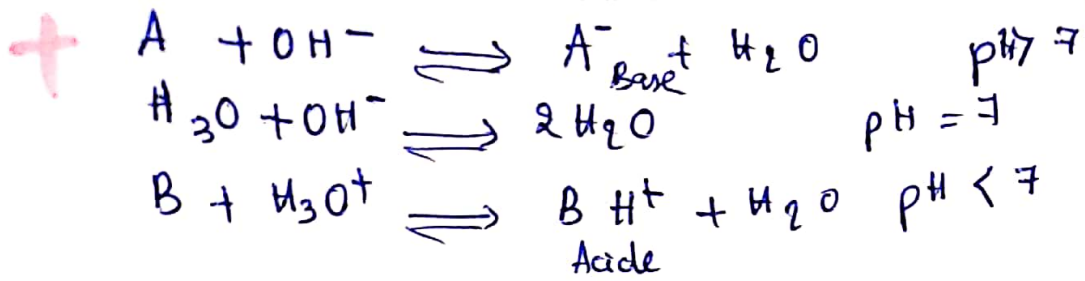 + A + OH⁻ ⇌ A⁻ + H₂O pH > 7
Base
H₃O + OH⁻ ⇌ 2H₂O pH = 7
B + H₃O⁺ ⇌ BH⁺ + H₂O pH < 7
Acide